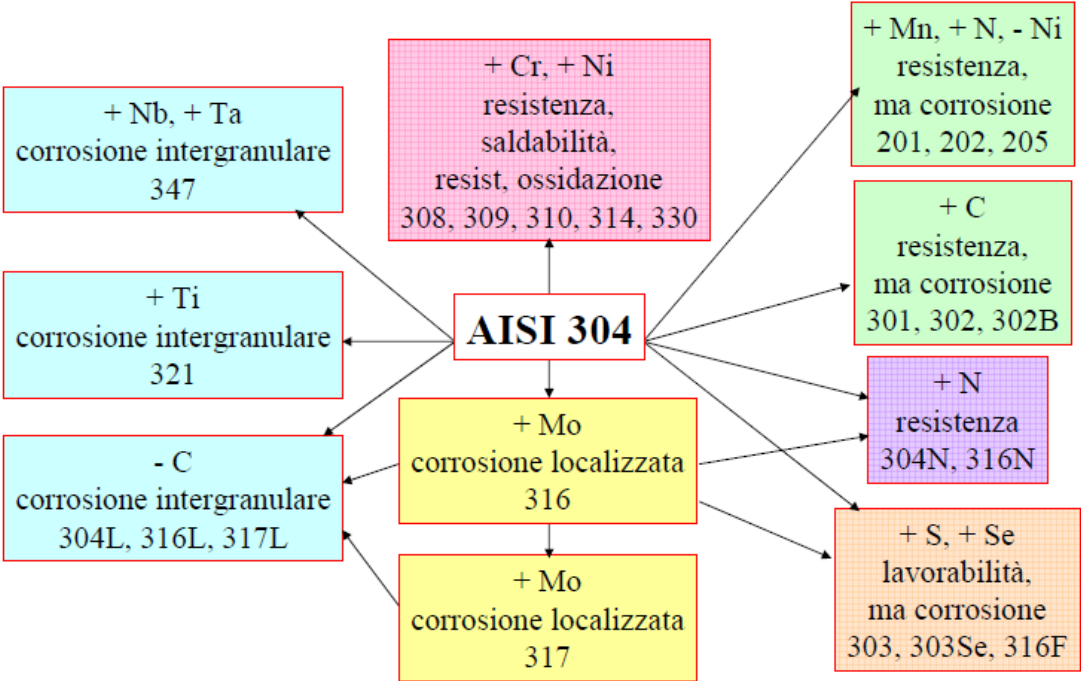 + Nb, + Ta
corrosione intergranulare
347
+ Cr, + Ni
resistenza,
saldabilità,
resist, ossidazione
308, 309, 310, 314, 330
+ Mn, + N, - Ni
resistenza,
ma corrosione
201, 202, 205
+ Ti
corrosione intergranulare
321
AISI 304
+ C
resistenza,
ma corrosione
301, 302, 302B
- C
corrosione intergranulare
304L, 316L, 317L
+ Mo
corrosione localizzata
316
+ N
resistenza
304N, 316N
+ Mo
corrosione localizzata
317
+ S, + Se
lavorabilità,
ma corrosione
303, 303Se, 316F